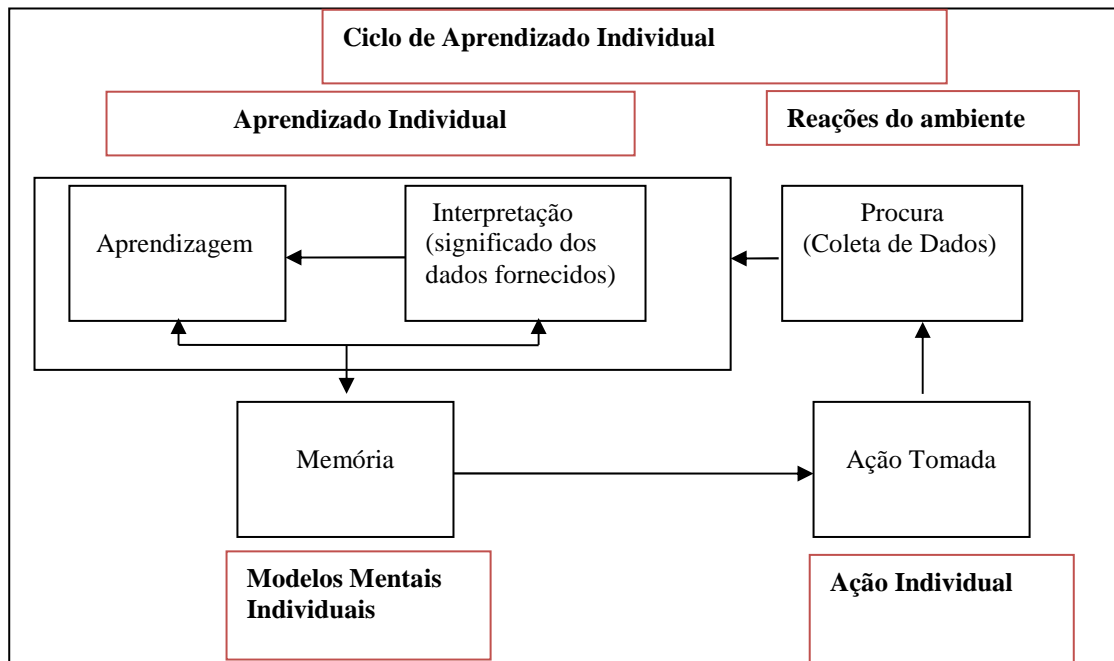 Ciclo de Aprendizado Individual
Aprendizado Individual
Reações do ambiente
Aprendizagem
Interpretação
(significado dos
dados fornecidos)
Procura
(Coleta de Dados)
Memória
Ação Tomada
Modelos Mentais
Individuais
Ação Individual